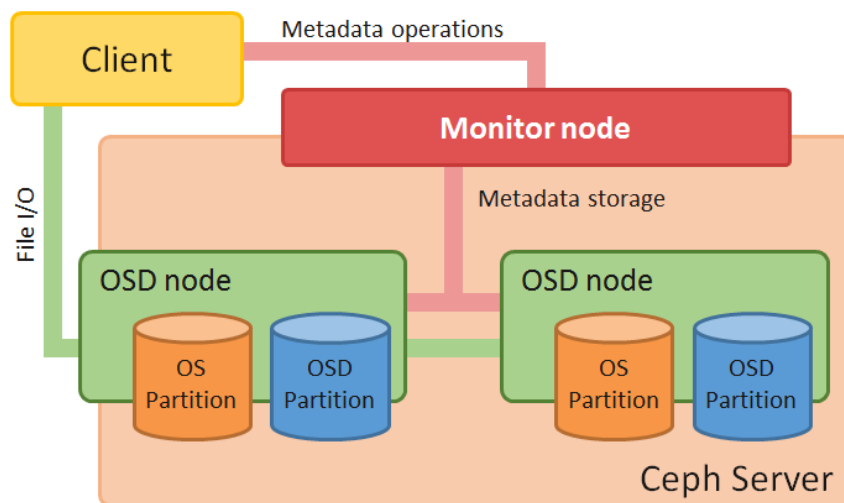 Metadata operations
Client
Monitor node
Metadata storage
File I/O
OSD node
OSD node
OS
Partition
OSD
Partition
OS
Partition
OSD
Partition
Ceph Server